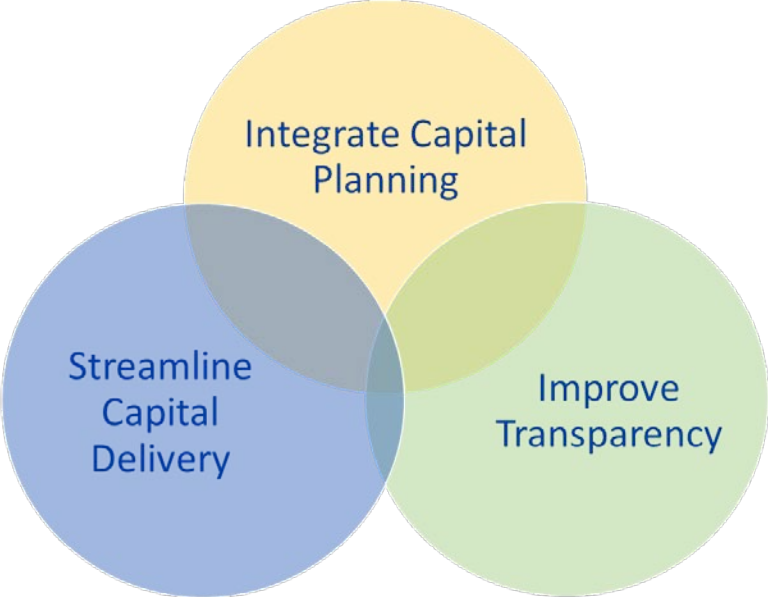 Integrate Capital
Planning
Streamline
Capital
Delivery
Improve
Transparency